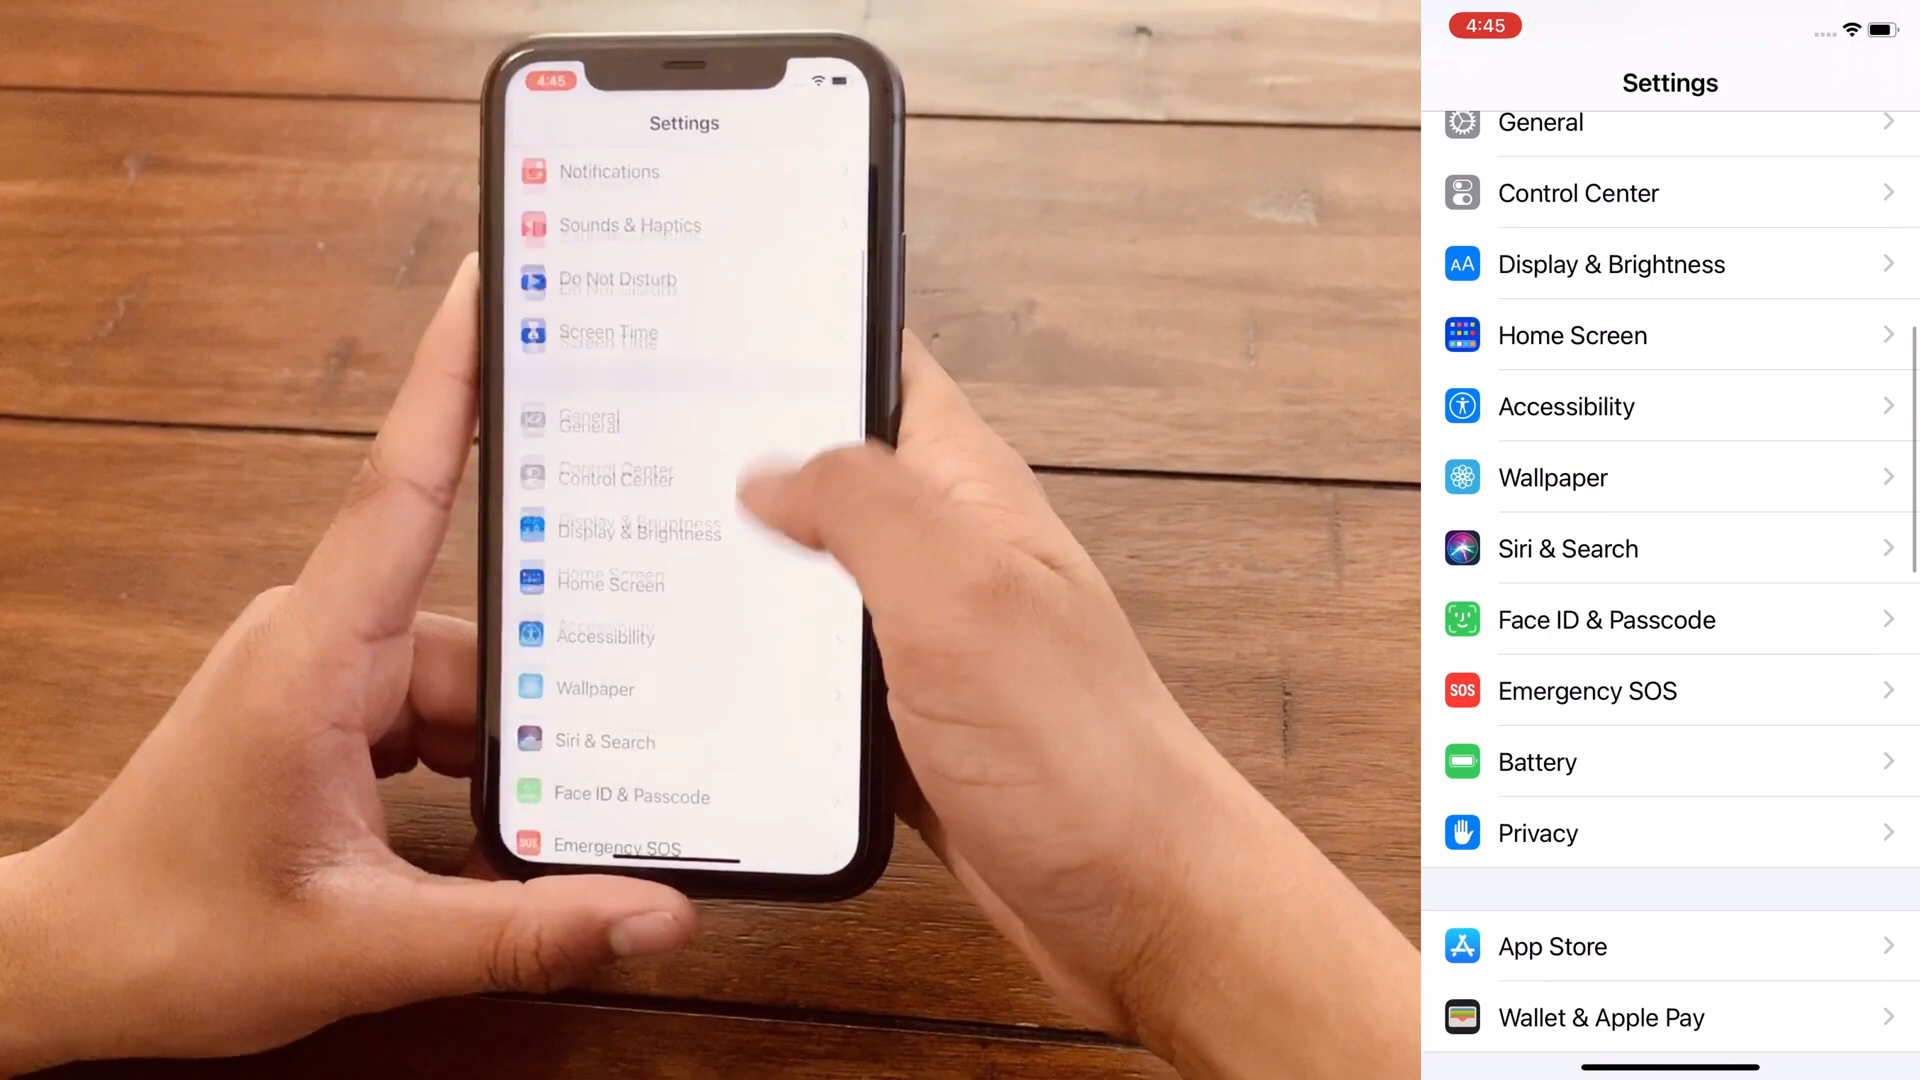 4:45
Settings
Notifications
Sounds & Haptics
Do Not Disturb
Screen Time
General
Control Center
Display & Brightness
Home Screen
Accessibility
Wallpaper
Siri & Search
Face ID & Passcode
SOS Emergency SOS
4:45
Settings
General
Control Center
AA Display & Brightness
Home Screen
Accessibility
Wallpaper
Siri & Search
Face ID & Passcode
SOS Emergency SOS
Battery
Privacy
App Store
Wallet & Apple Pay